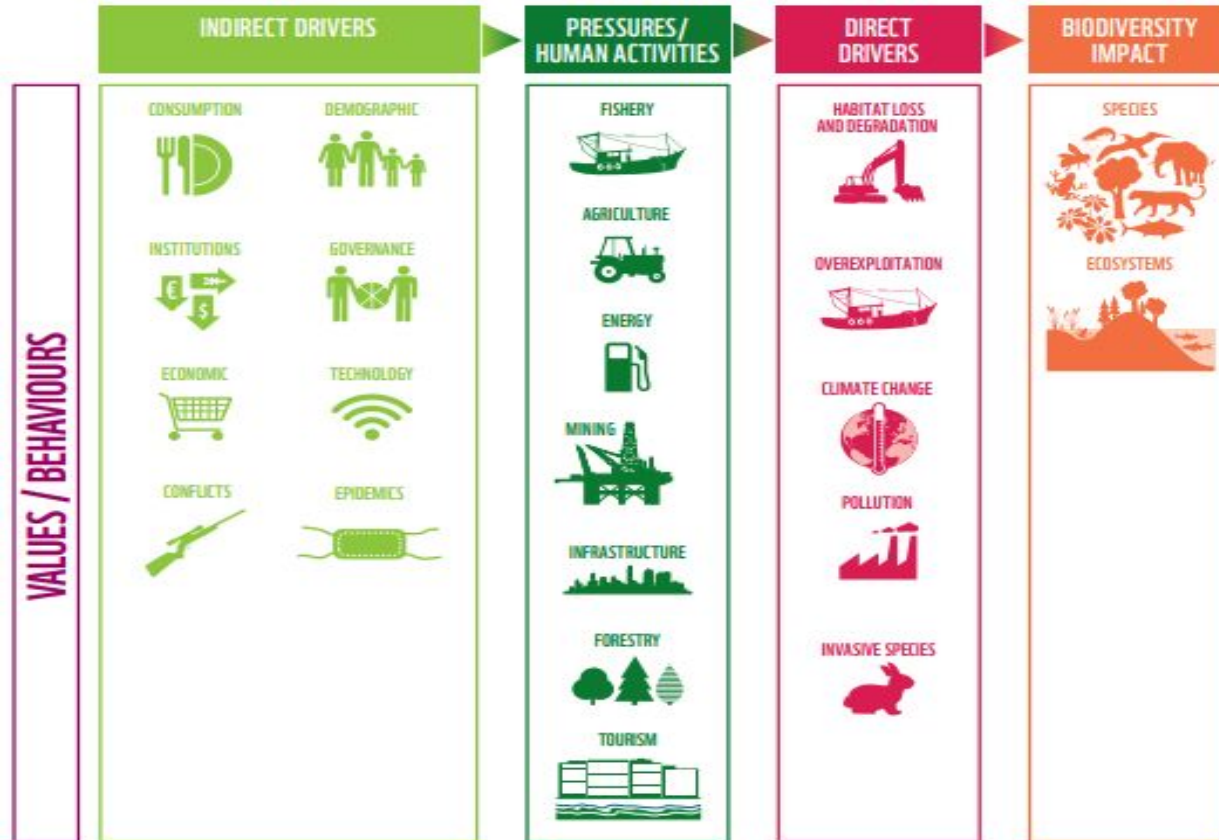 INDIRECT DRIVERS
PRESSURES/
HUMAN ACTIVITIES
DIRECT
DRIVERS
BIODIVERSITY
IMPACT
VALUES / BEHAVIOURS
CONSUMPTION
DEMOGRAPHIC
INSTITUTIONS
GOVERNANCE
€
$
ECONOMIC
TECHNOLOGY
CONFLICTS
EPIDEMICS
FISHERY
AGRICULTURE
ENERGY
MINING
INFRASTRUCTURE
FORESTRY
TOURISM
HABITAT LOSS
AND DEGRADATION
OVEREXPLOITATION
CLIMATE CHANGE
POLLUTION
INVASIVE SPECIES
SPECIES
ECOSYSTEMS